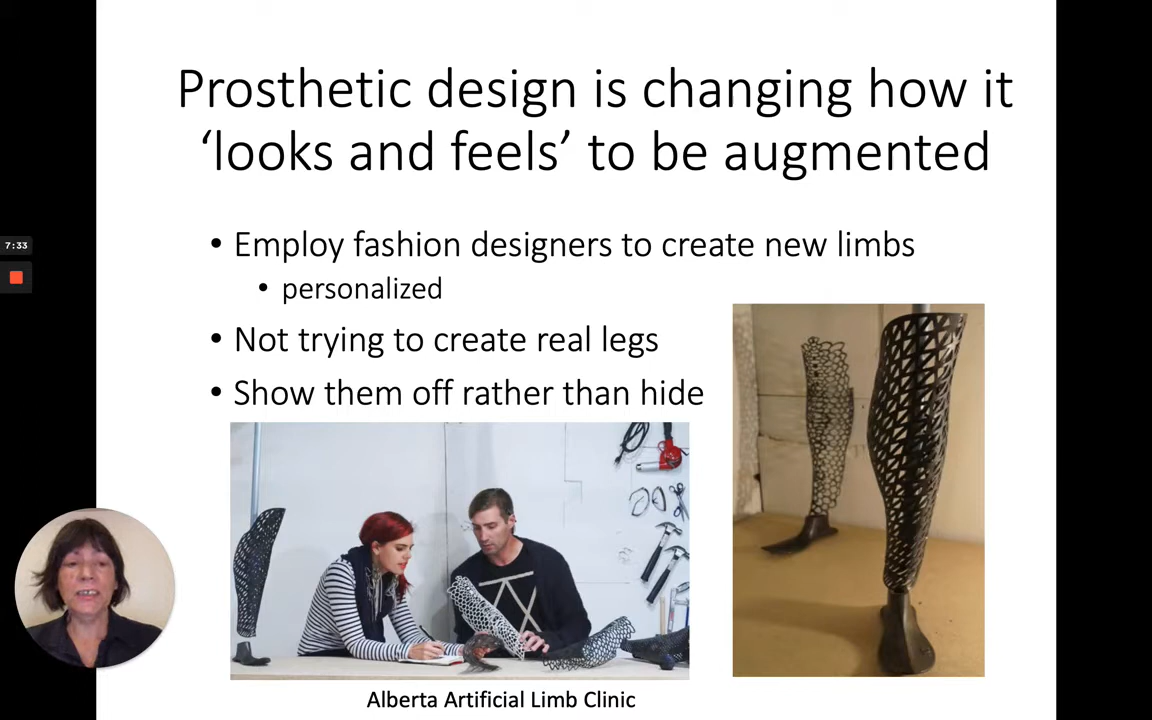 Prosthetic design is changing how it
‘looks and feels’ to be augmented
7:33
• Employ fashion designers to create new limbs
• personalized
• Not trying to create real legs
• Show them off rather than hide
Alberta Artificial Limb Clinic